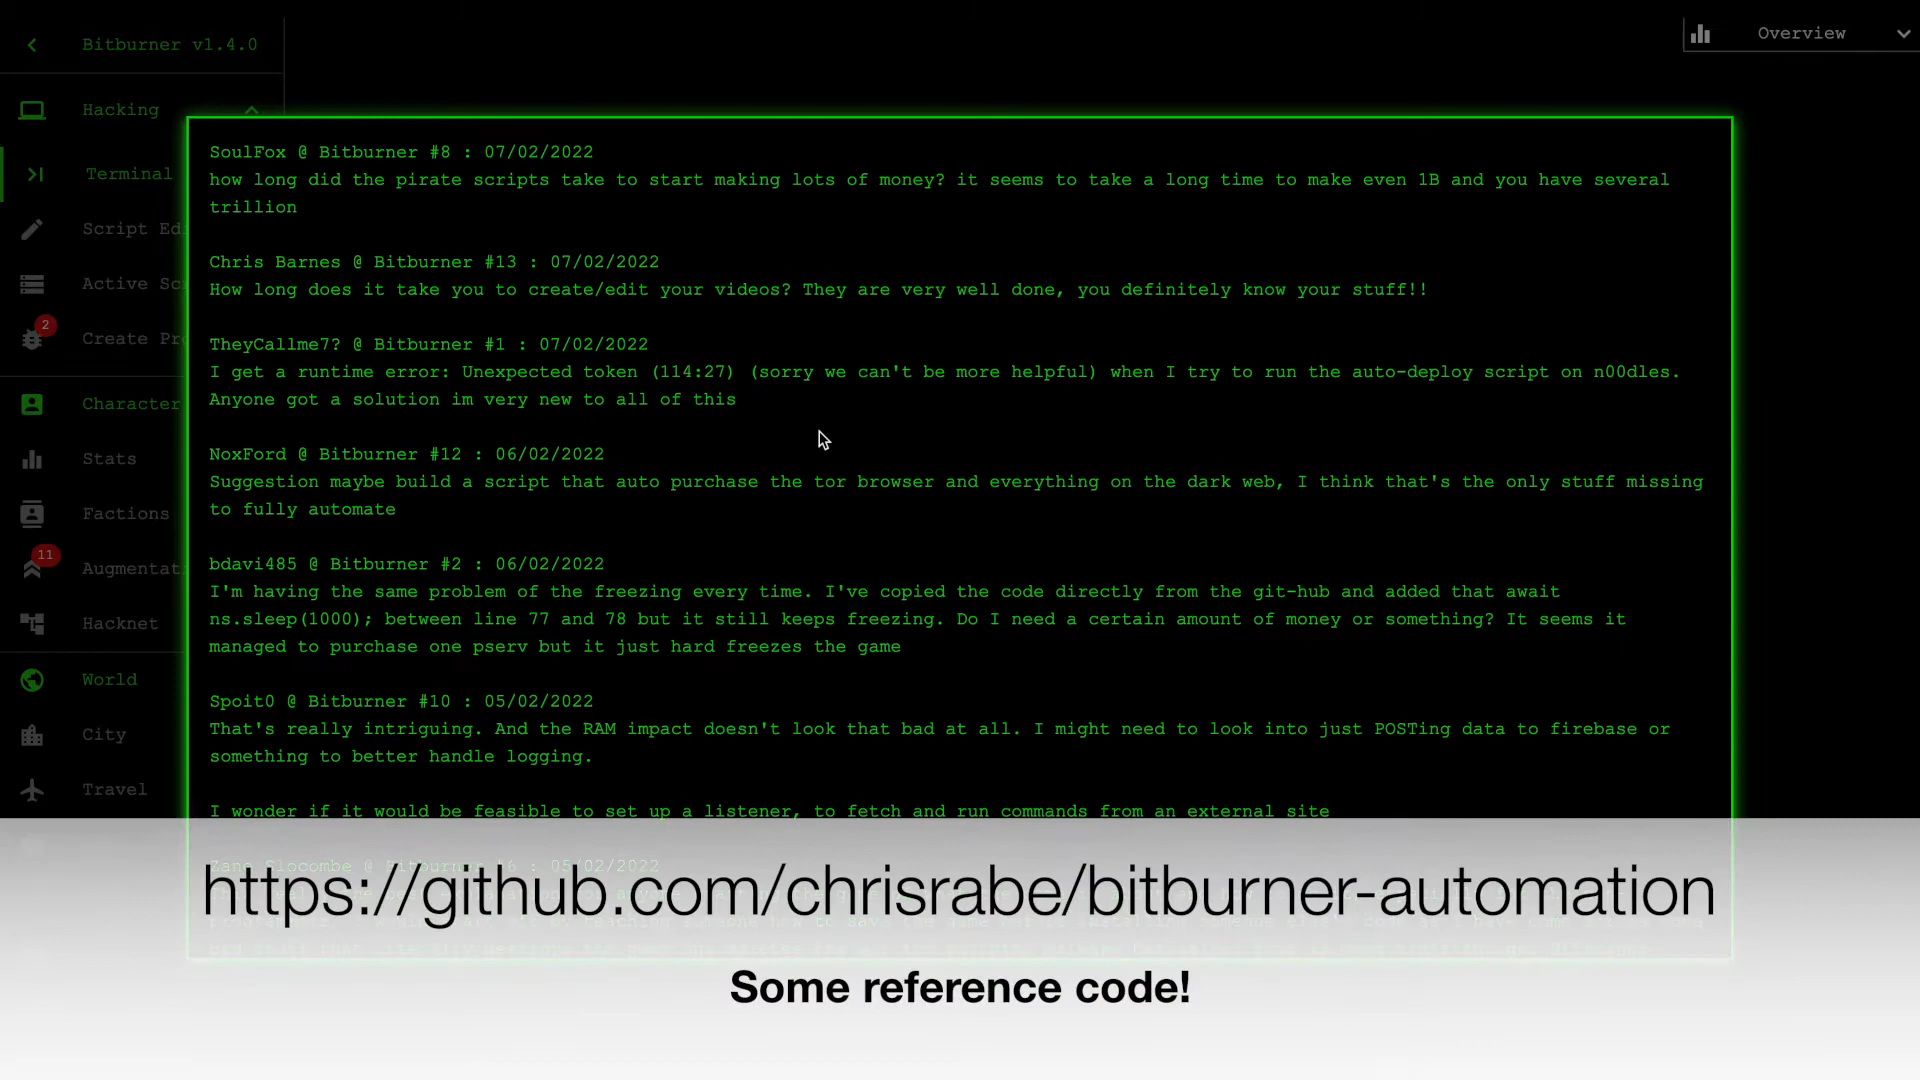 Bitburner v1.4.0
Overview
Hacking
Terminal
Script Ed
Active Sc
2
Create Pr
Character
Stats
Factions
11
Augmentat
Hacknet
World
City
Travel
SoulFox @ Bitburner #8 : 07/02/2022
how long did the pirate scripts take to start making lots of money? it seems to take a long time to make even 1B and you have several
trillion
Chris Barnes @ Bitburner #13 : 07/02/2022
How long does it take you to create/edit your videos? They are very well done, you definitely know your stuff!!
TheyCallme7? @ Bitburner #1 : 07/02/2022
I get a runtime error: Unexpected token (114:27) (sorry we can't be more helpful) when I try to run the auto-deploy script on n00dles.
Anyone got a solution im very new to all of this
NoxFord @ Bitburner #12 : 06/02/2022
Suggestion maybe build a script that auto purchase the tor browser and everything on the dark web, I think that's the only stuff missing
to fully automate
bdavi485 @ Bitburner #2 : 06/02/2022
I'm having the same problem of the freezing every time. I've copied the code directly from the git-hub and added that await
ns.sleep(1000); between line 77 and 78 but it still keeps freezing. Do I need a certain amount of money or something? It seems it
managed to purchase one pserv but it just hard freezes the game
Spoit0 @ Bitburner #10 : 05/02/2022
That's really intriguing. And the RAM impact doesn't look that bad at all. I might need to look into just POSTing data to firebase or
something to better handle logging.
I wonder if it would be feasible to set up a listener, to fetch and run commands from an external site
Zane Slocombe @ Bitburner #6 : 05/02/2022
https://github.com/chrisrabe/bitburner-automation
Some reference code!